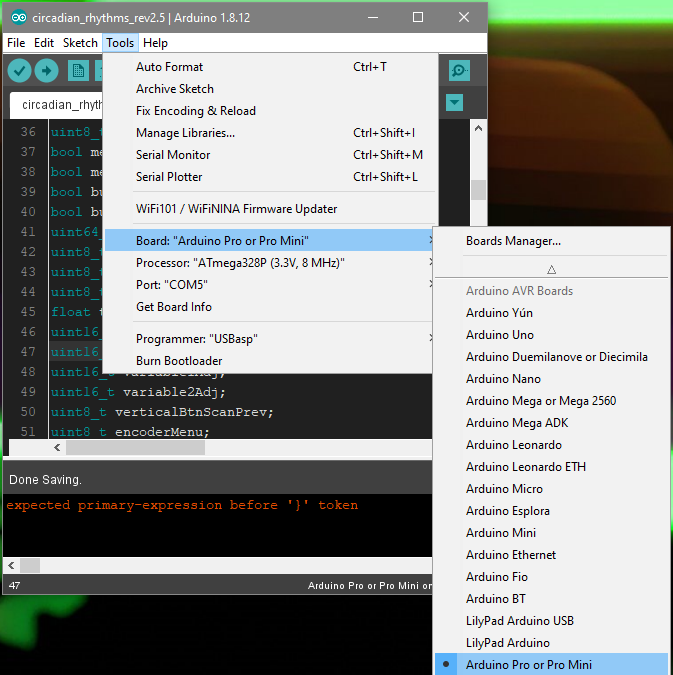 circadian_rhythms_rev2.5 | Arduino 1.8.12
File Edit Sketch Tools Help
circadian_rhyth
Auto Format Ctrl+T
Archive Sketch
Fix Encoding & Reload
Manage Libraries... Ctrl+Shift+I
Serial Monitor Ctrl+Shift+M
Serial Plotter Ctrl+Shift+L
WiFi101 / WiFiNINA Firmware Updater
Board: "Arduino Pro or Pro Mini"
Processor: "ATmega328P (3.3V, 8 MHz)"
Port: "COM5"
Get Board Info
Programmer: "USBasp"
Burn Bootloader
36 uint8_t
37 bool me
38 bool me
39 bool bu
40 bool bu
41 uint64_
42 uint8_t
43 uint8_t
44 uint8_t
45 float t
46 uint16_
47 uint16_
48 uint16_t variable1Adj;
49 uint16_t variable2Adj;
50 uint8_t verticalBtnScanPrev;
51 uint8_t encoderMenu;
Done Saving.
expected primary-expression before '}' token
47 Arduino Pro or Pro Mini on
Boards Manager...
Arduino AVR Boards
Arduino Yún
Arduino Uno
Arduino Duemilanove or Diecimila
Arduino Nano
Arduino Mega or Mega 2560
Arduino Mega ADK
Arduino Leonardo
Arduino Leonardo ETH
Arduino Micro
Arduino Esplora
Arduino Mini
Arduino Ethernet
Arduino Fio
Arduino BT
LilyPad Arduino USB
LilyPad Arduino
Arduino Pro or Pro Mini